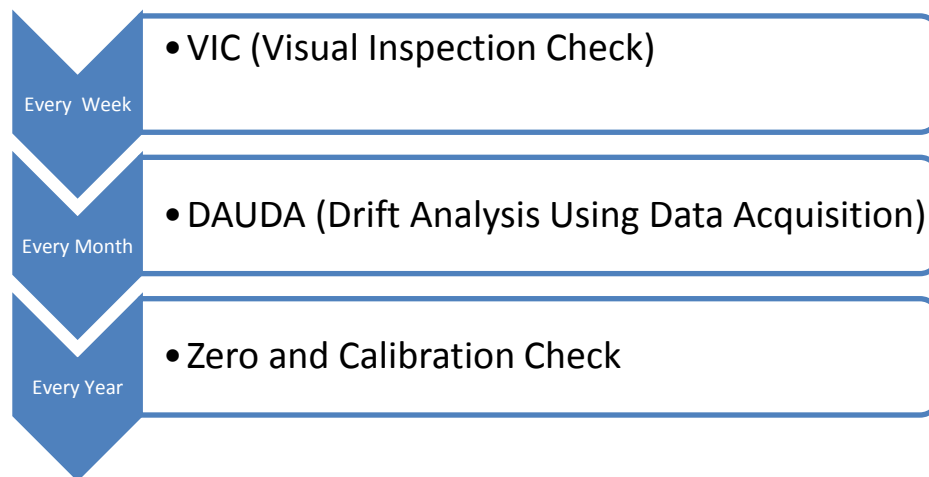 Every Week
• VIC (Visual Inspection Check)
Every Month
• DAUDA (Drift Analysis Using Data Acquisition)
Every Year
• Zero and Calibration Check